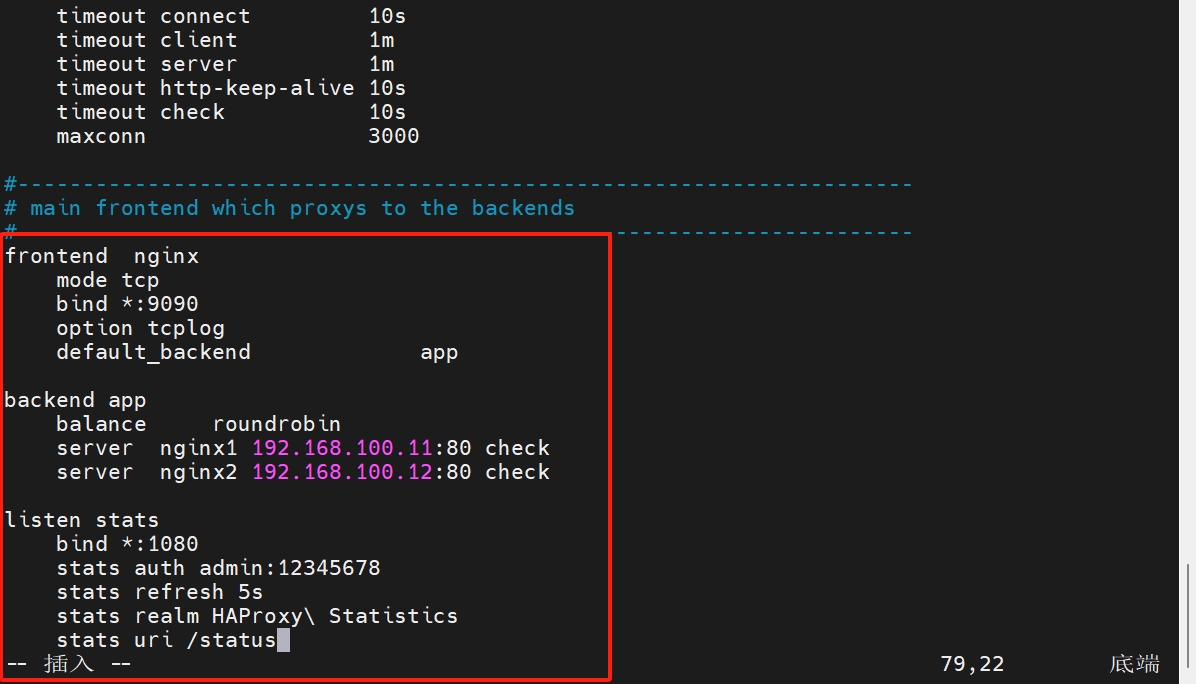 timeout connect         10s
timeout client          1m
timeout server          1m
timeout http-keep-alive 10s
timeout check           10s
maxconn                 3000
#---------------------------------------------------------------------
# main frontend which proxys to the backends
#-----------------------
frontend  nginx
    mode tcp
    bind *:9090
    option tcplog
    default_backend             app
backend app
    balance     roundrobin
    server  nginx1 192.168.100.11:80 check
    server  nginx2 192.168.100.12:80 check
listen stats
    bind *:1080
    stats auth admin:12345678
    stats refresh 5s
    stats realm HAProxy\ Statistics
    stats uri /status
-- 插入 --                                                              79,22        底端